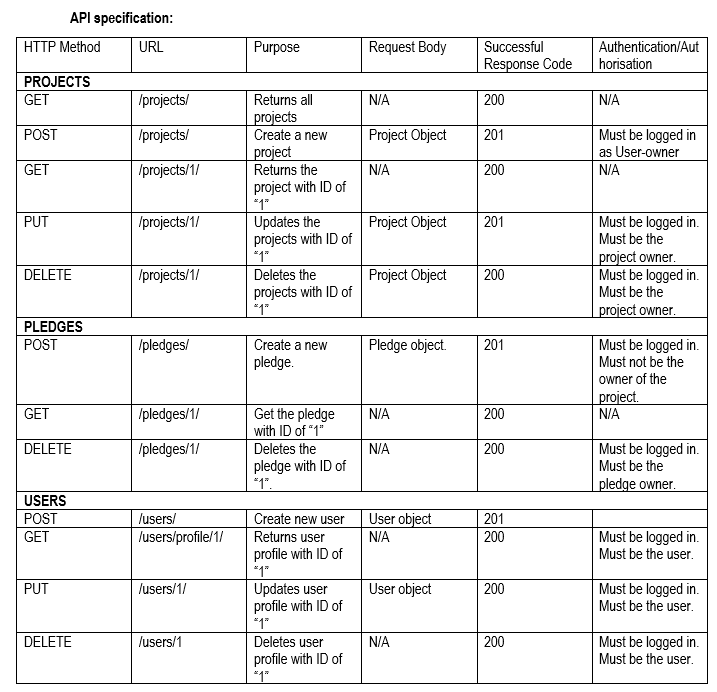 API specification:
HTTP Method URL Purpose Request Body Successful Response Code Authentication/Authorisation
PROJECTS
GET /projects/ Returns all projects N/A 200 N/A
POST /projects/ Create a new project Project Object 201 Must be logged in as User-owner
GET /projects/1/ Returns the project with ID of “1” N/A 200 N/A
PUT /projects/1/ Updates the projects with ID of “1” Project Object 201 Must be logged in. Must be the project owner.
DELETE /projects/1/ Deletes the projects with ID of “1” Project Object 200 Must be logged in. Must be the project owner.
PLEDGES
POST /pledges/ Create a new pledge. Pledge object. 201 Must be logged in. Must not be the owner of the project.
GET /pledges/1/ Get the pledge with ID of “1” N/A 200 N/A
DELETE /pledges/1/ Deletes the pledge with ID of “1”. N/A 200 Must be logged in. Must be the pledge owner.
USERS
POST /users/ Create new user User object 201
GET /users/profile/1/ Returns user profile with ID of “1” N/A 200 Must be logged in. Must be the user.
PUT /users/1/ Updates user profile with ID of “1” User object 200 Must be logged in. Must be the user.
DELETE /users/1 Deletes user profile with ID of “1” N/A 200 Must be logged in. Must be the user.